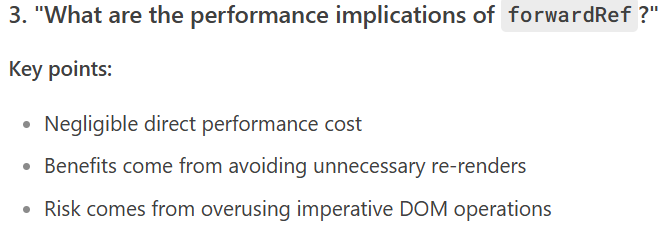 3. "What are the performance implications of forwardRef?"
Key points:
• Negligible direct performance cost
• Benefits come from avoiding unnecessary re-renders
• Risk comes from overusing imperative DOM operations